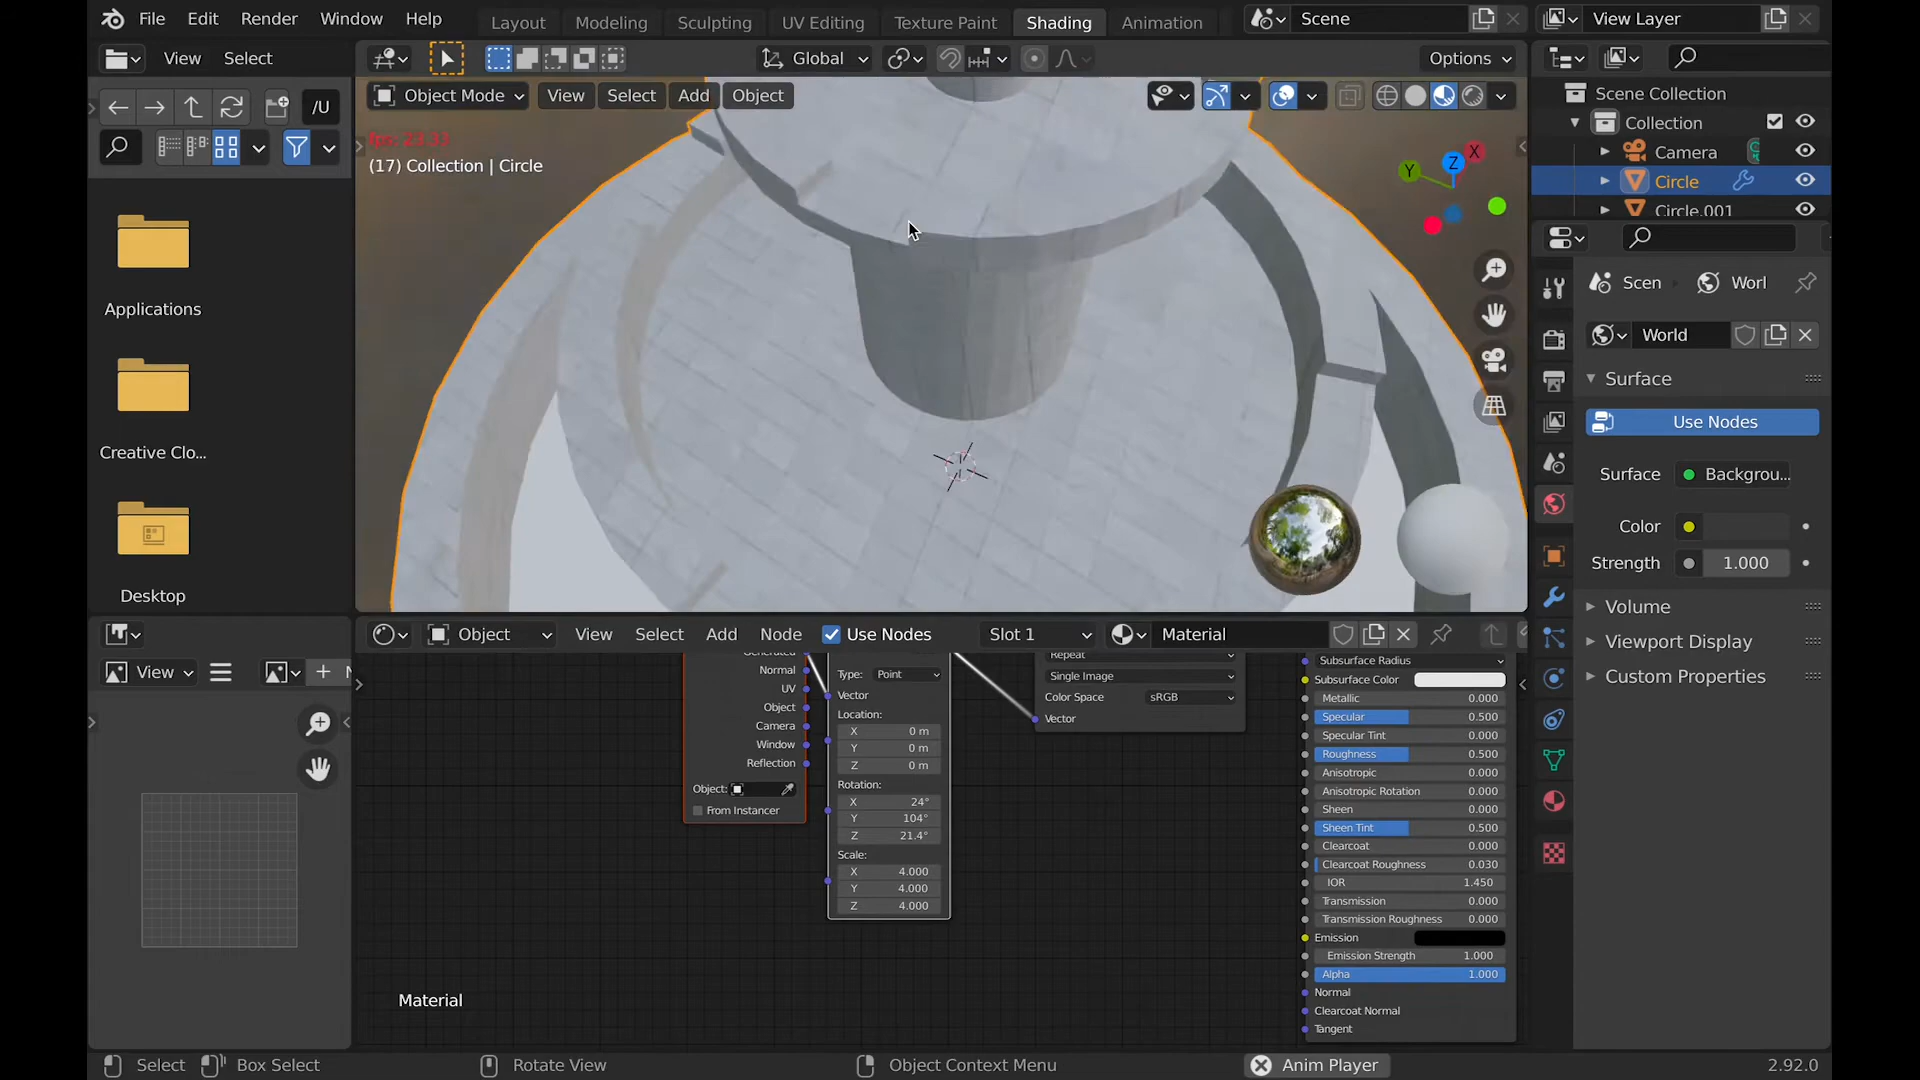 File Edit Render Window Help
Layout Modeling Sculpting UV Editing Texture Paint Shading Animation
Scene
View Layer
View Select
Global
Options
/U
Object Mode View Select Add Object
fps: 23.33
(17) Collection | Circle
X
Y
Z
Applications
Creative Clo...
Desktop
Scene Collection
Collection
Camera
Circle
Circle.001
Scen
Worl
World
Surface
Use Nodes
Surface
Backgrou...
Color
Strength 1.000
Volume
Viewport Display
Custom Properties
View
Object View Select Add Node Use Nodes Slot 1 Material
Generated
Normal
UV
Object
Camera
Window
Reflection
Object:
From Instancer
Type: Point
Vector
Location:
X 0 m
Y 0 m
Z 0 m
Rotation:
X 24°
Y 104°
Z 21.4°
Scale:
X 4.000
Y 4.000
Z 4.000
Repeat
Single Image
Color Space sRGB
Vector
Subsurface Radius
Subsurface Color
Metallic 0.000
Specular 0.500
Specular Tint 0.000
Roughness 0.500
Anisotropic 0.000
Anisotropic Rotation 0.000
Sheen 0.000
Sheen Tint 0.500
Clearcoat 0.000
Clearcoat Roughness 0.030
IOR 1.450
Transmission 0.000
Transmission Roughness 0.000
Emission
Emission Strength 1.000
Alpha 1.000
Normal
Clearcoat Normal
Tangent
Material
Select Box Select Rotate View Object Context Menu Anim Player 2.92.0